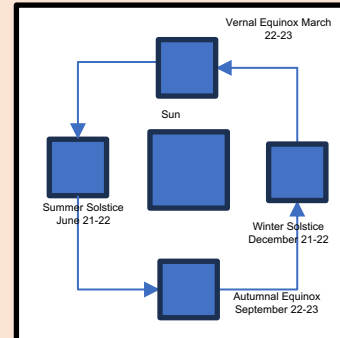 Vernal Equinox March
22-23
Sun
Summer Solstice
June 21-22
Winter Solstice
December 21-22
Autumnal Equinox
September 22-23